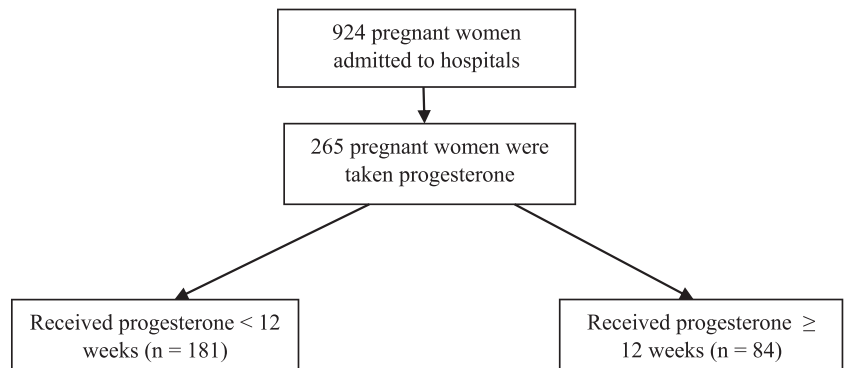 924 pregnant women
admitted to hospitals
265 pregnant women were
taken progesterone
Received progesterone < 12
weeks (n = 181)
Received progesterone ≥
12 weeks (n = 84)